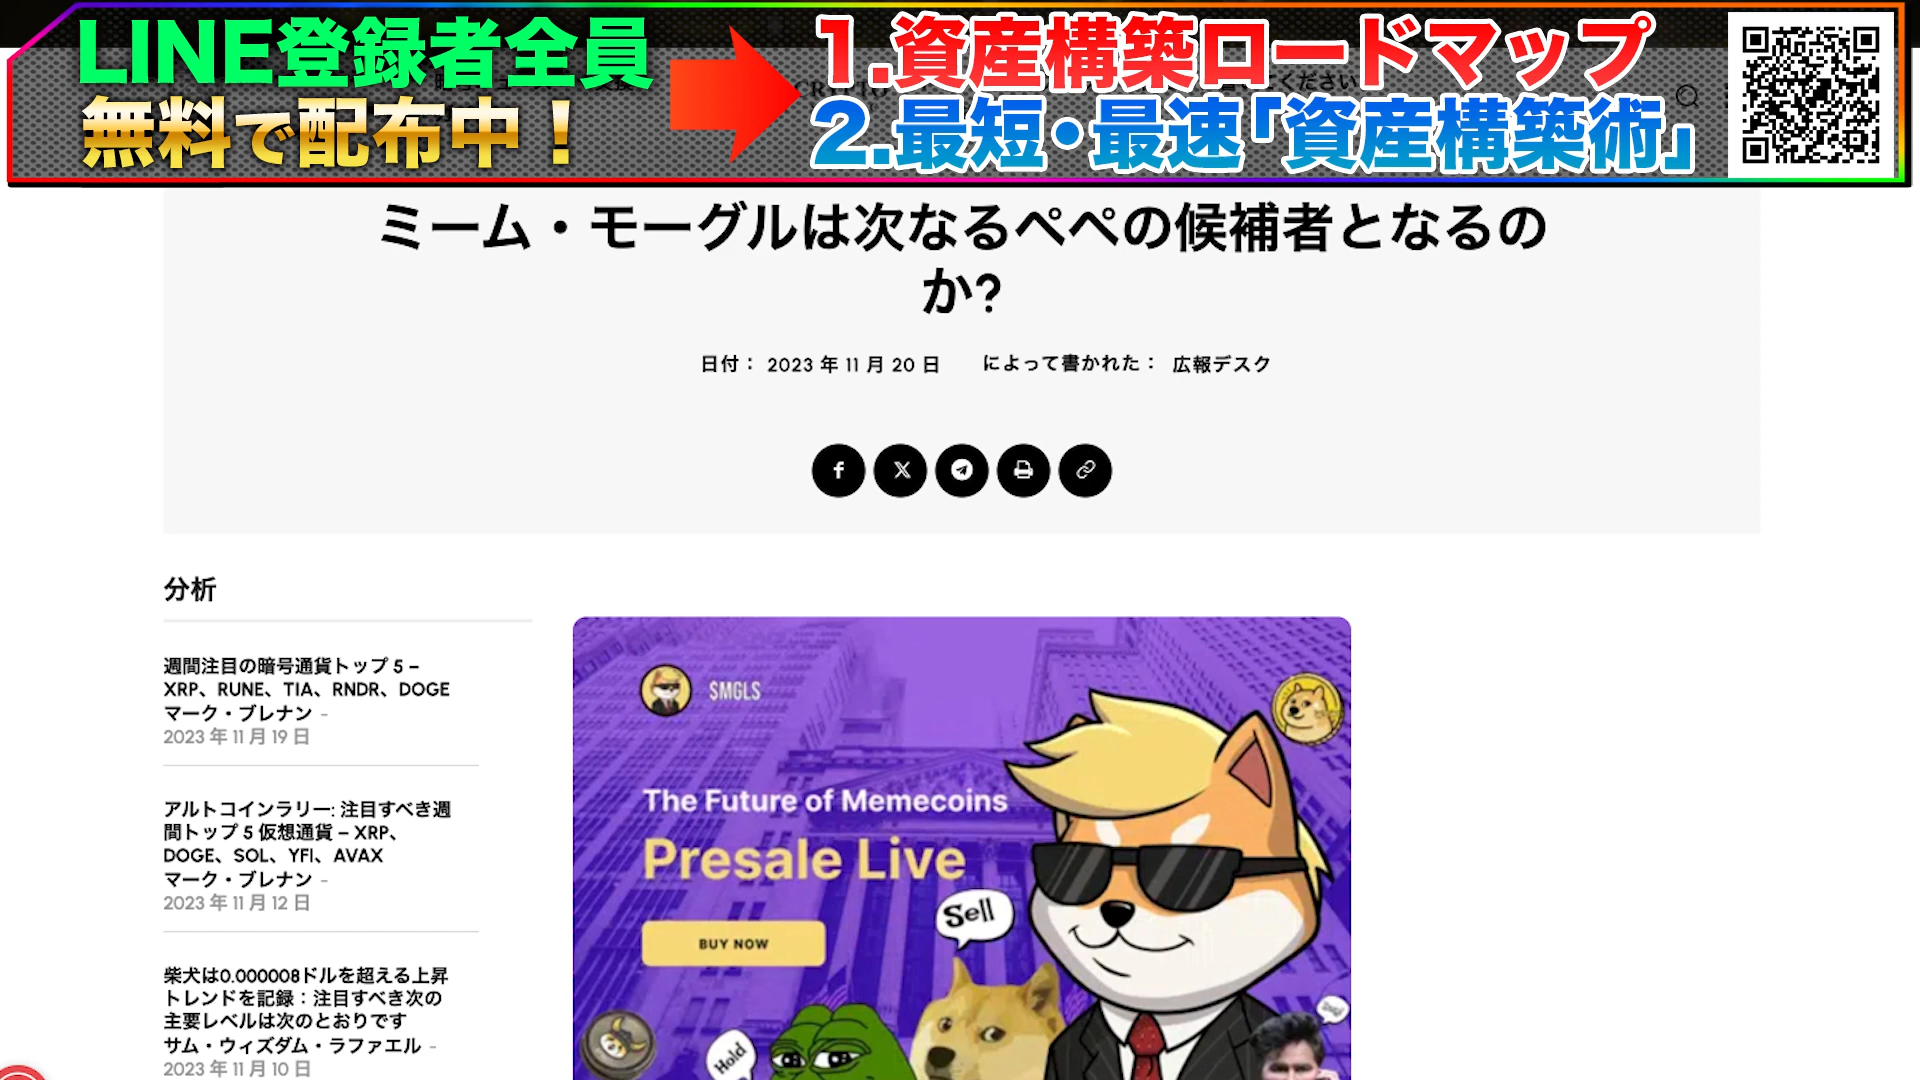 LINE登録者全員
無料で配布中！
1.資産構築ロードマップ
2.最短・最速「資産構築術」
ください
ミーム・モーグルは次なるペペの候補者となるの
か?
日付： 2023 年 11 月 20 日 によって書かれた： 広報デスク
分析
週間注目の暗号通貨トップ 5 –
XRP、RUNE、TIA、RNDR、DOGE
マーク・ブレナン -
2023 年 11 月 19 日
アルトコインラリー: 注目すべき週
間トップ 5 仮想通貨 – XRP、
DOGE、SOL、YFI、AVAX
マーク・ブレナン -
2023 年 11 月 12 日
柴犬は0.000008ドルを超える上昇
トレンドを記録：注目すべき次の
主要レベルは次のとおりです
サム・ウィズダム・ラファエル -
2023 年 11 月 10 日
$MGLS
The Future of Memecoins
Presale Live
BUY NOW
Sell
Hold